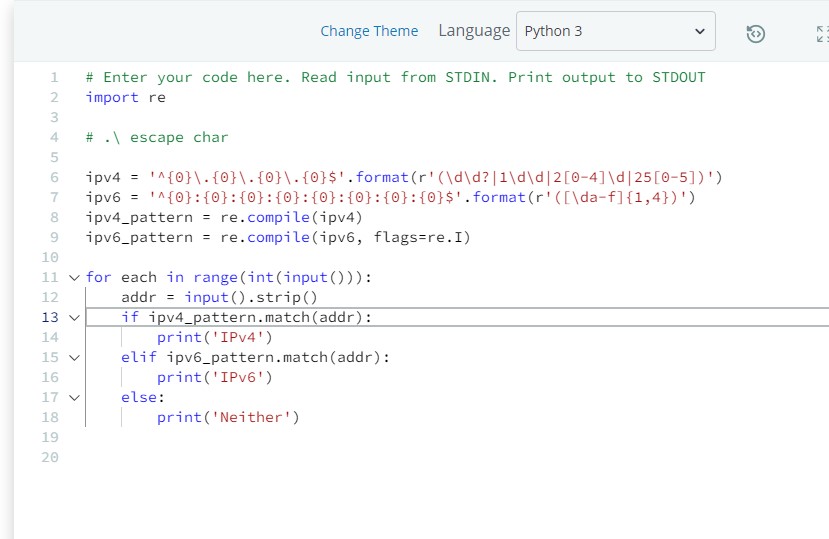 Change Theme Language Python 3
1 # Enter your code here. Read input from STDIN. Print output to STDOUT
2 import re
3
4 # .\ escape char
5
6 ipv4 = '^{0}\.{0}\.{0}\.{0}$'.format(r'(\d\d?|1\d\d|2[0-4]\d|25[0-5])')
7 ipv6 = '^{0}:{0}:{0}:{0}:{0}:{0}:{0}:{0}$'.format(r'([\da-f]{1,4})')
8 ipv4_pattern = re.compile(ipv4)
9 ipv6_pattern = re.compile(ipv6, flags=re.I)
10
11 for each in range(int(input())):
12     addr = input().strip()
13     if ipv4_pattern.match(addr):
14         print('IPv4')
15     elif ipv6_pattern.match(addr):
16         print('IPv6')
17     else:
18         print('Neither')
19
20